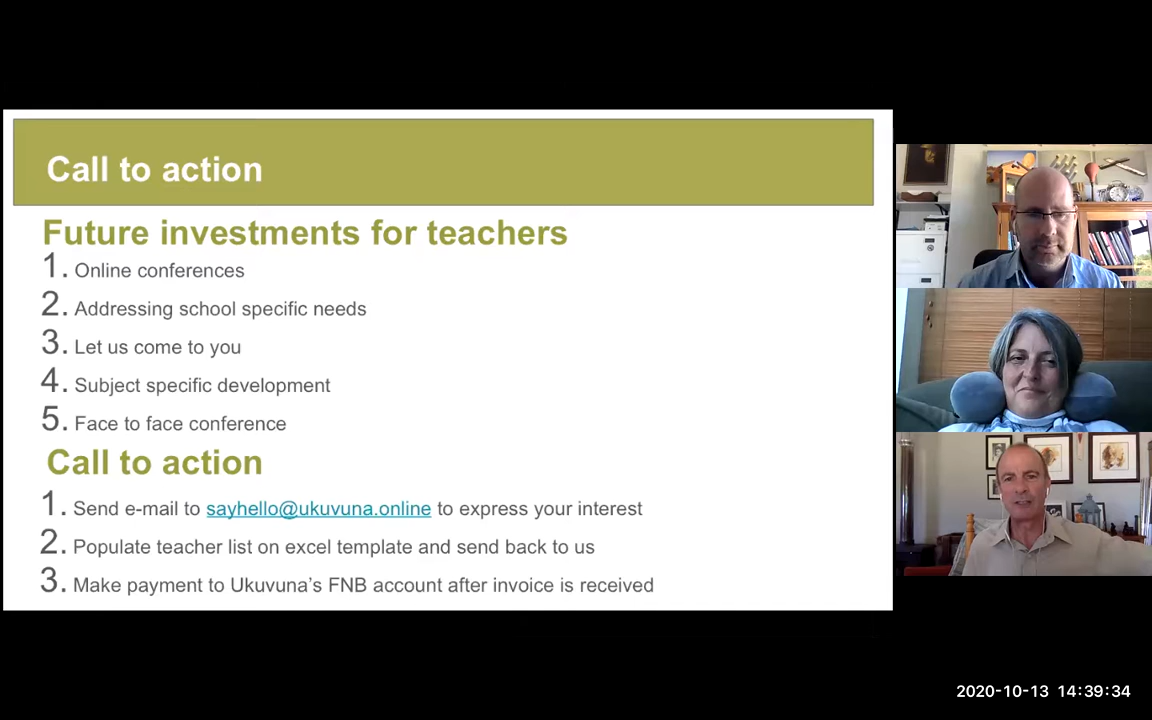 Call to action
Future investments for teachers
1. Online conferences
2. Addressing school specific needs
3. Let us come to you
4. Subject specific development
5. Face to face conference
Call to action
1. Send e-mail to sayhello@ukuvuna.online to express your interest
2. Populate teacher list on excel template and send back to us
3. Make payment to Ukuvuna's FNB account after invoice is received
2020-10-13 14:39:34